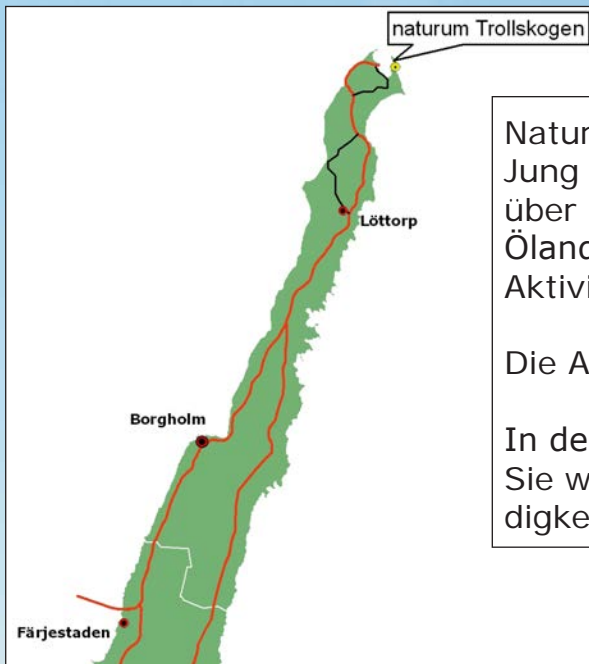 naturum Trollskogen
Löttorp
Borgholm
Färjestaden
Natur
Jung
über
Öland
Aktivi
Die A
In de
Sie w
digke